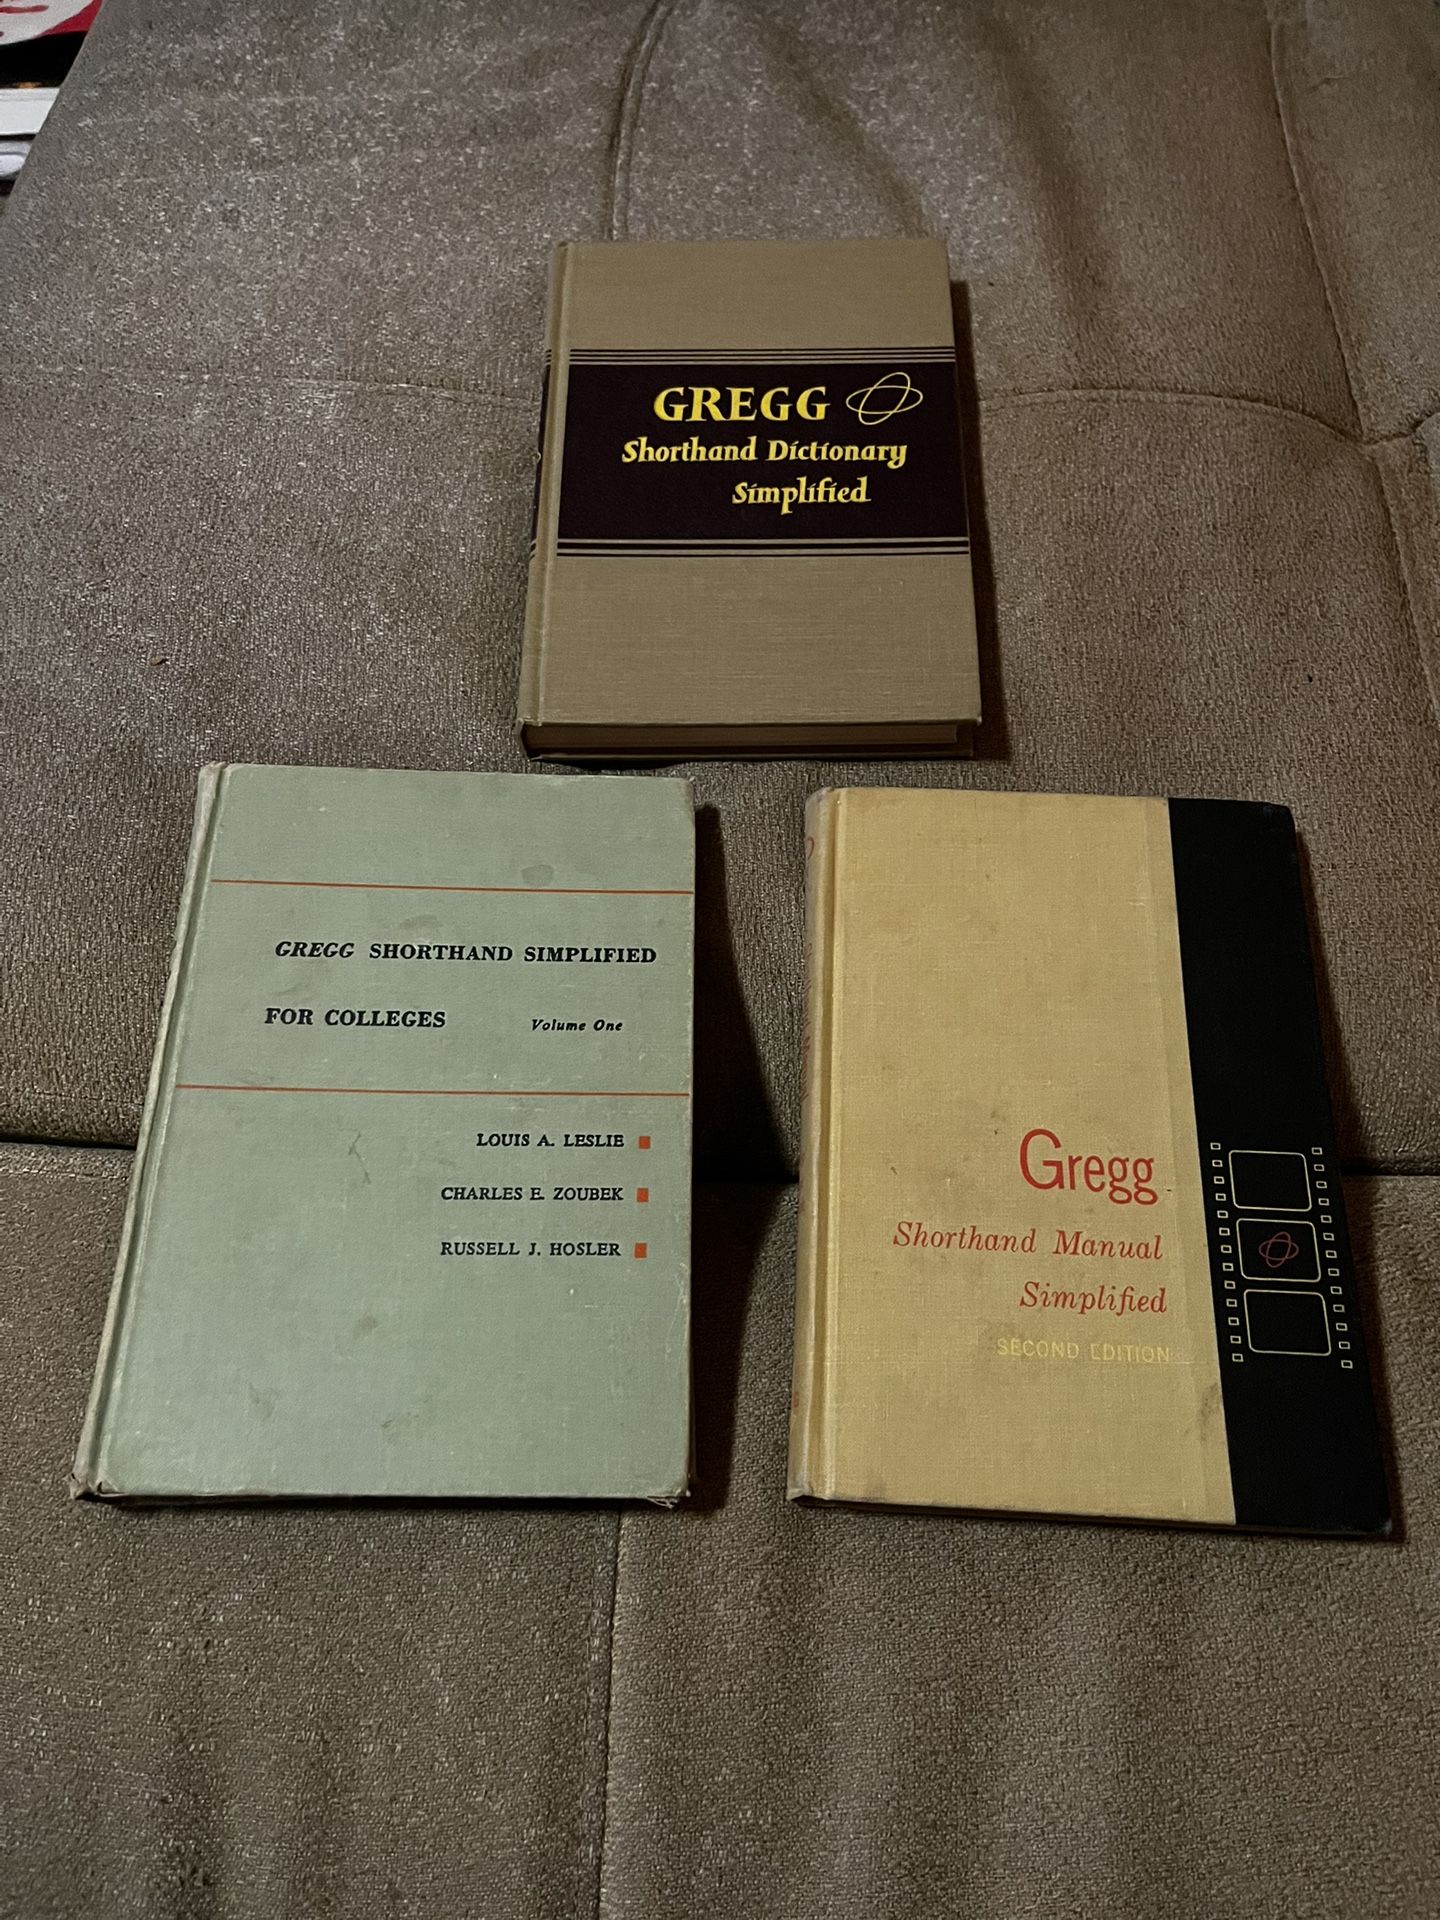 GREGG
Shorthand Dictionary
Simplified
GREGG SHORTHAND SIMPLIFIED
FOR COLLEGES Volume One
LOUIS A. LESLIE
CHARLES E. ZOUBEK
RUSSELL J. HOSLER
Gregg
Shorthand Manual
Simplified
SECOND EDITION